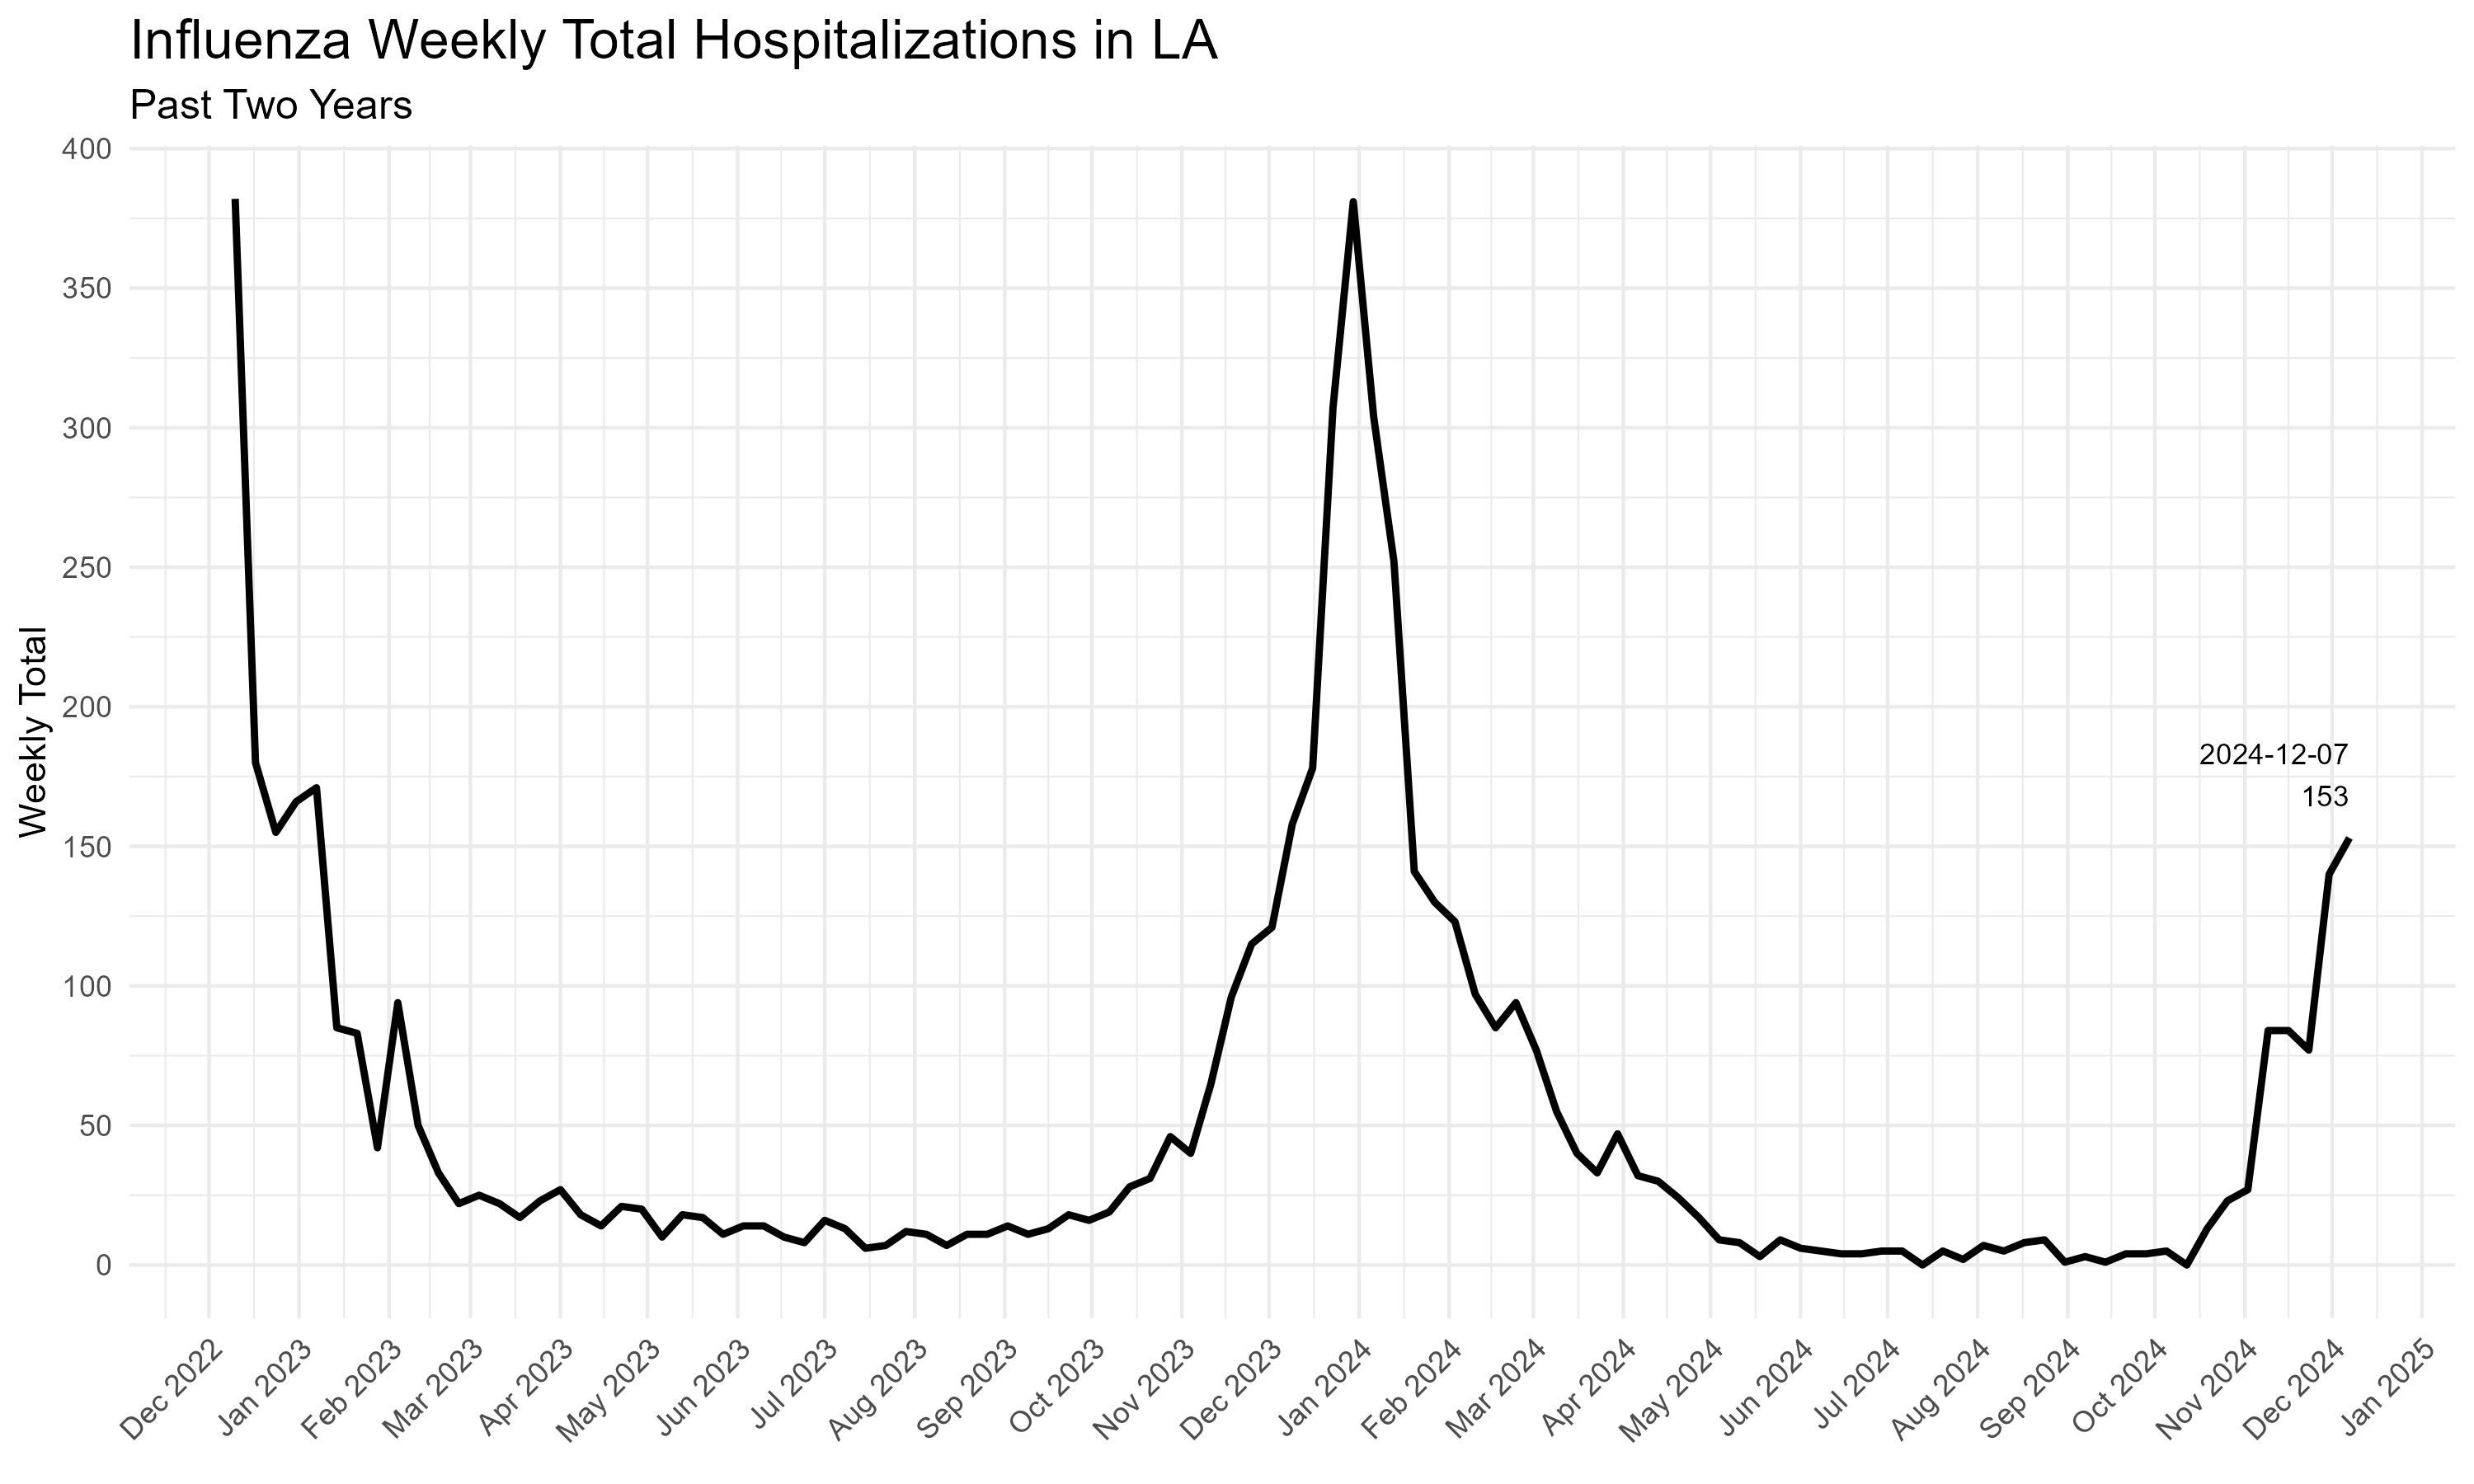 Influenza Weekly Total Hospitalizations in LA
Past Two Years
Weekly Total
400
350
300
250
200
150
100
50
0
2024-12-07
153
Dec 2022
Jan 2023
Feb 2023
Mar 2023
Apr 2023
May 2023
Jun 2023
Jul 2023
Aug 2023
Sep 2023
Oct 2023
Nov 2023
Dec 2023
Jan 2024
Feb 2024
Mar 2024
Apr 2024
May 2024
Jun 2024
Jul 2024
Aug 2024
Sep 2024
Oct 2024
Nov 2024
Dec 2024
Jan 2025